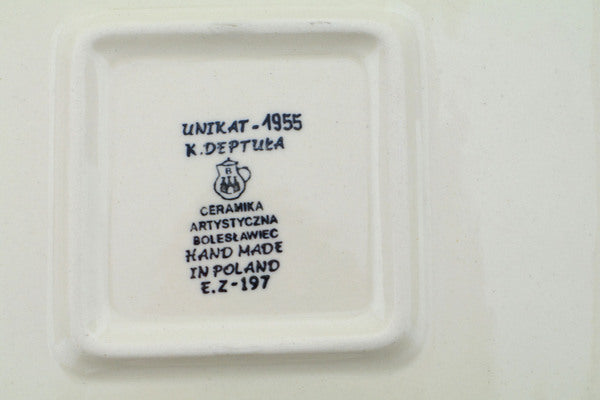 UNIKAT - 1955
K. DEPTUŁA
B
CERAMIKA
ARTYSTYCZNA
BOLESŁAWIEC
HAND MADE
IN POLAND
E.Z-197